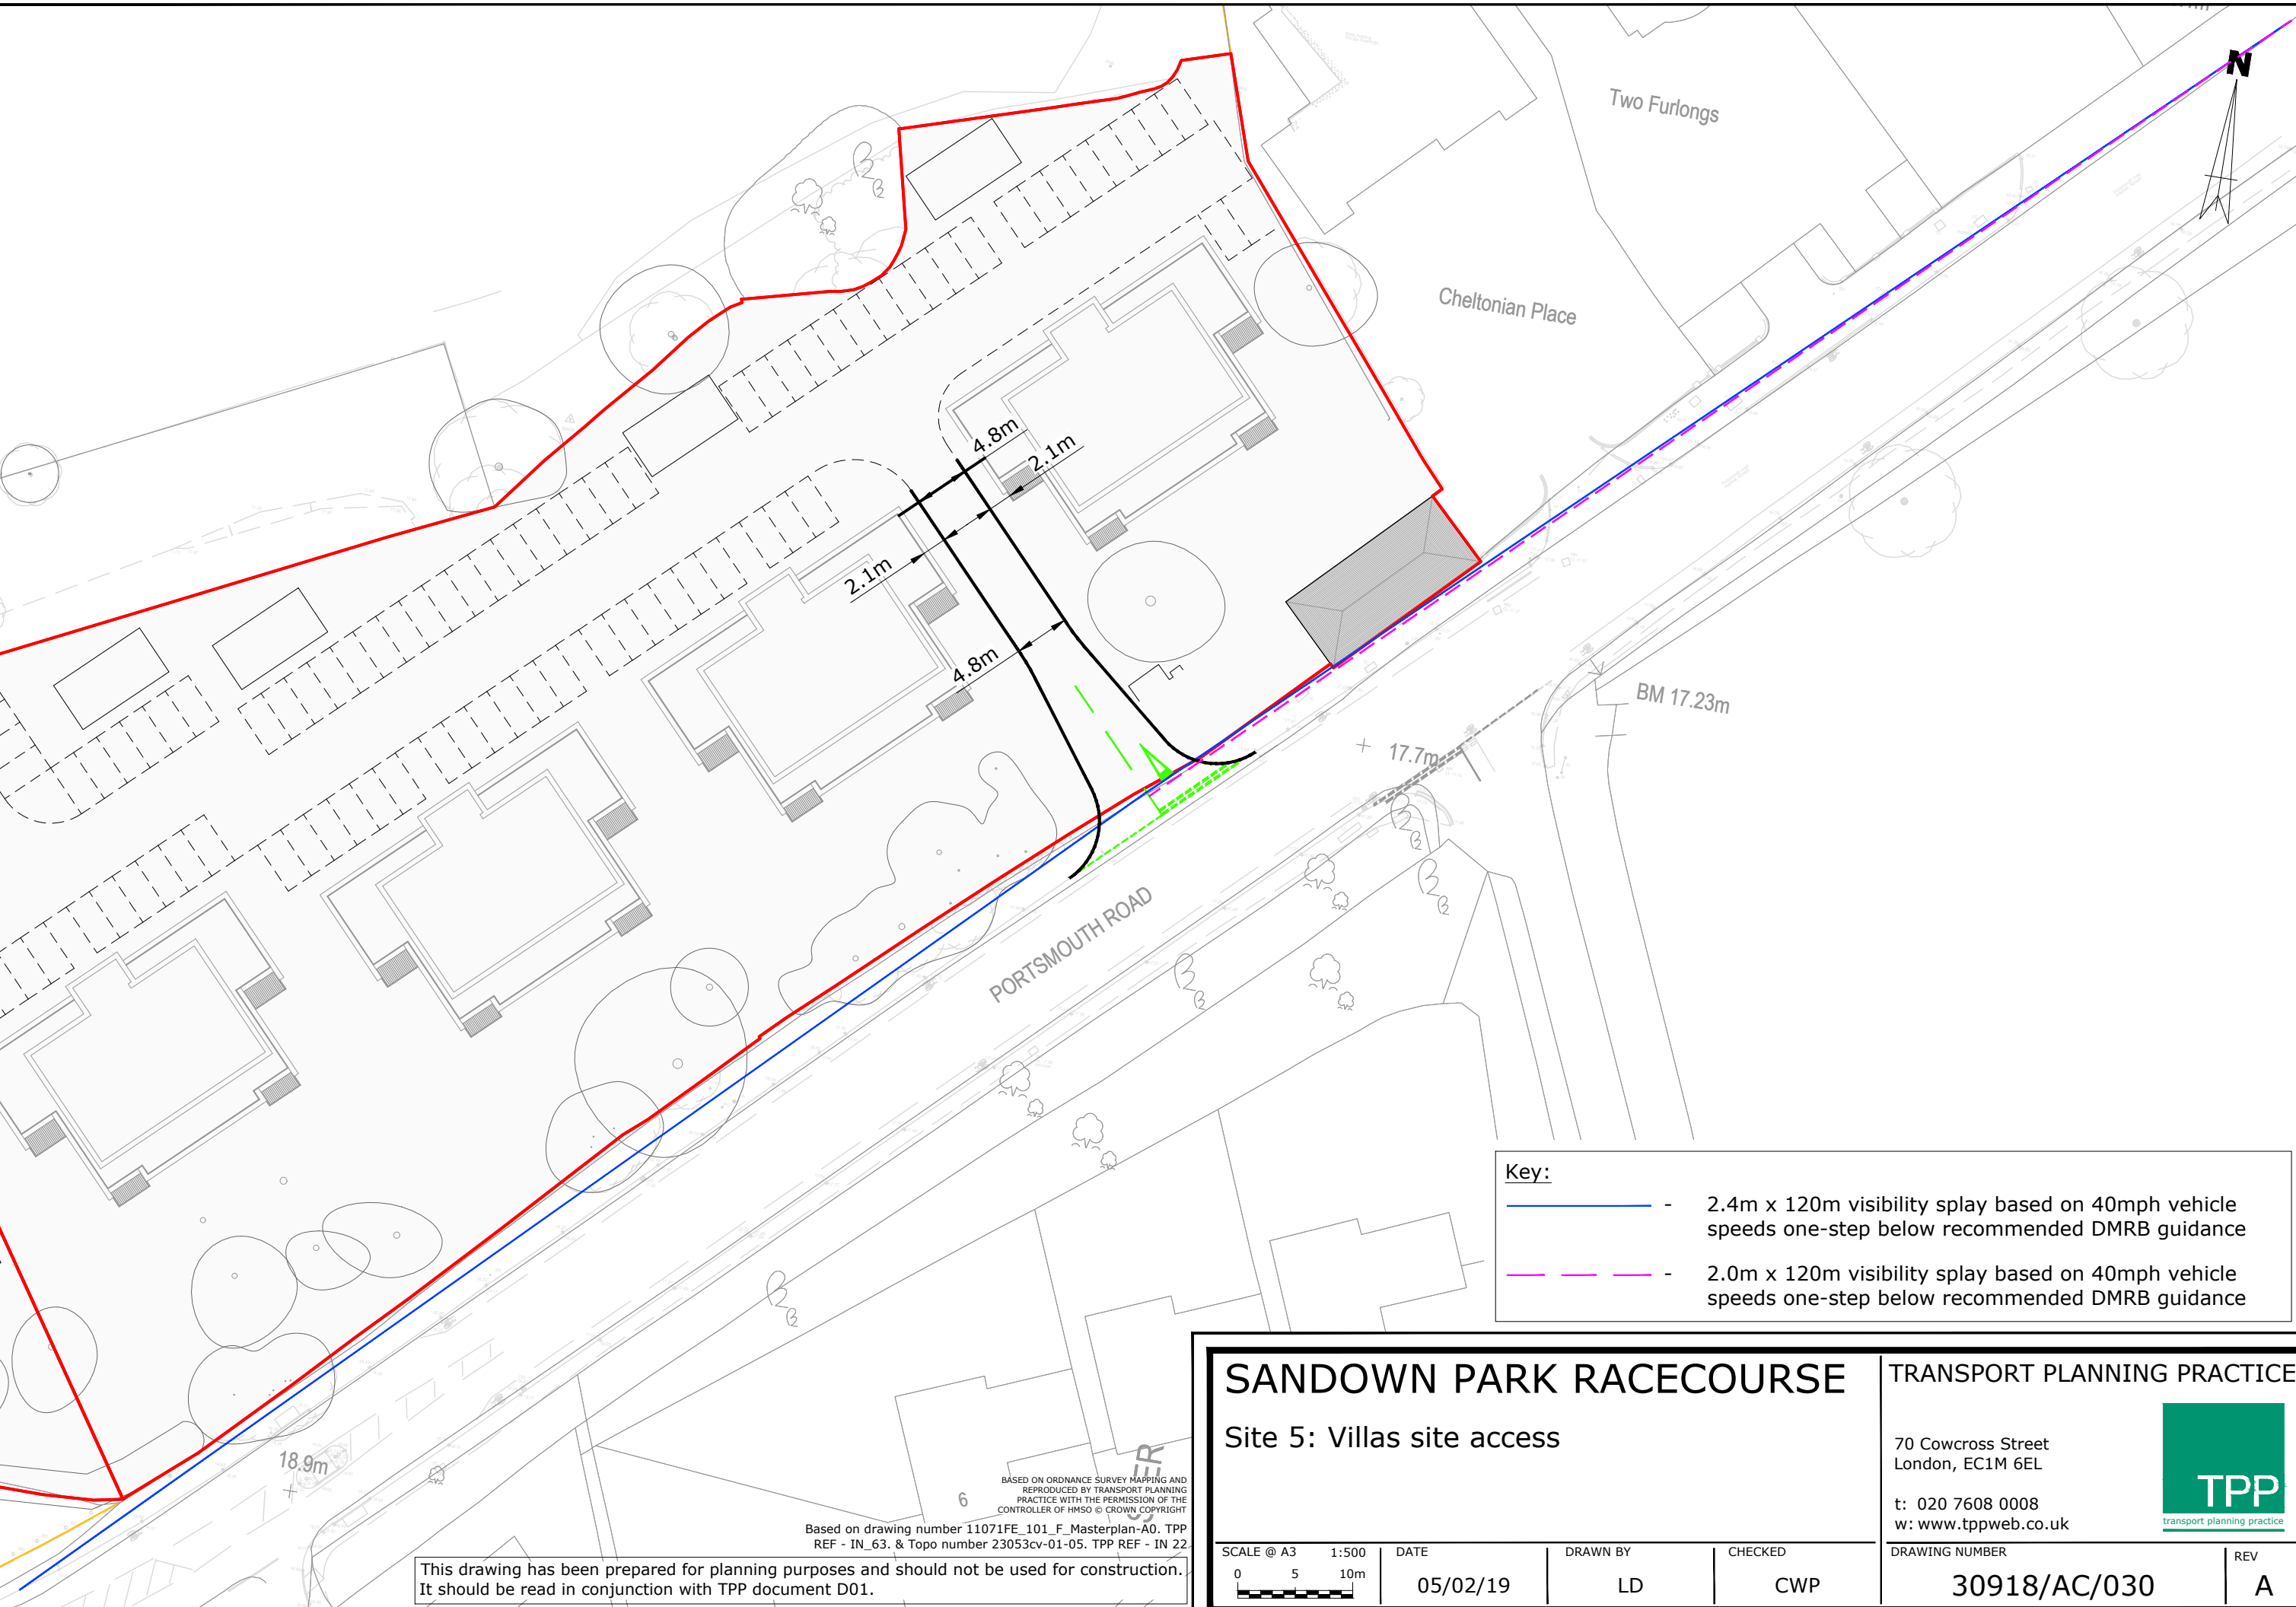 N
Two Furlongs
Cheltonian Place
4.8m
2.1m
2.1m
4.8m
BM 17.23m
17.7m
PORTSMOUTH ROAD
18.9m
6
Key:
- 2.4m x 120m visibility splay based on 40mph vehicle
speeds one-step below recommended DMRB guidance
- 2.0m x 120m visibility splay based on 40mph vehicle
speeds one-step below recommended DMRB guidance
BASED ON ORDNANCE SURVEY MAPPING AND
REPRODUCED BY TRANSPORT PLANNING
PRACTICE WITH THE PERMISSION OF THE
CONTROLLER OF HMSO © CROWN COPYRIGHT
Based on drawing number 11071FE_101_F_Masterplan-A0. TPP
REF - IN_63. & Topo number 23053cv-01-05. TPP REF - IN 22
This drawing has been prepared for planning purposes and should not be used for construction.
It should be read in conjunction with TPP document D01.
SANDOWN PARK RACECOURSE
Site 5: Villas site access
TRANSPORT PLANNING PRACTICE
70 Cowcross Street
London, EC1M 6EL
t: 020 7608 0008
w: www.tppweb.co.uk
TPP
transport planning practice
SCALE @ A3 1:500
0 5 10m
DATE
05/02/19
DRAWN BY
LD
CHECKED
CWP
DRAWING NUMBER
30918/AC/030
REV
A